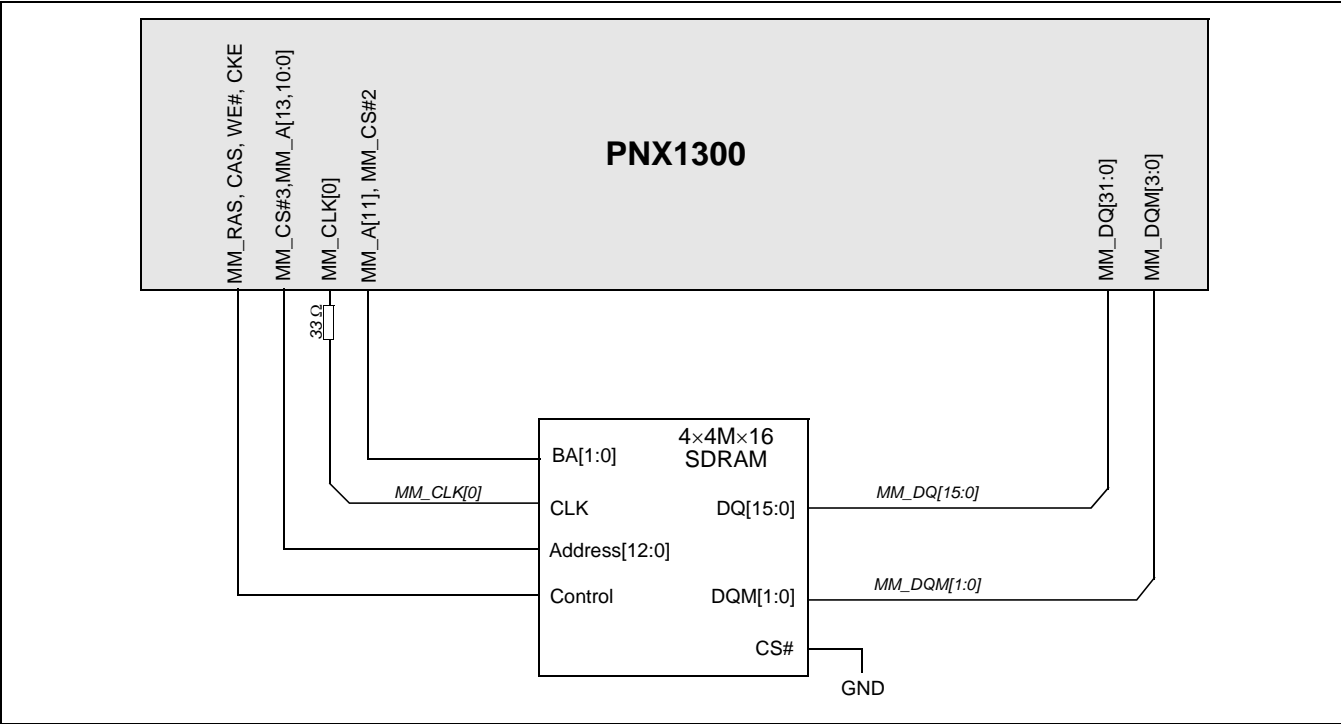 MM_RAS, CAS, WE#, CKE
MM_CS#3,MM_A[13,10:0]
MM_CLK[0]
MM_A[11], MM_CS#2
PNX1300
MM_DQ[31:0]
MM_DQM[3:0]
33 Ω
4×4M×16
SDRAM
BA[1:0]
MM_CLK[0]
CLK
DQ[15:0]
MM_DQ[15:0]
Address[12:0]
Control
DQM[1:0]
MM_DQM[1:0]
CS#
GND